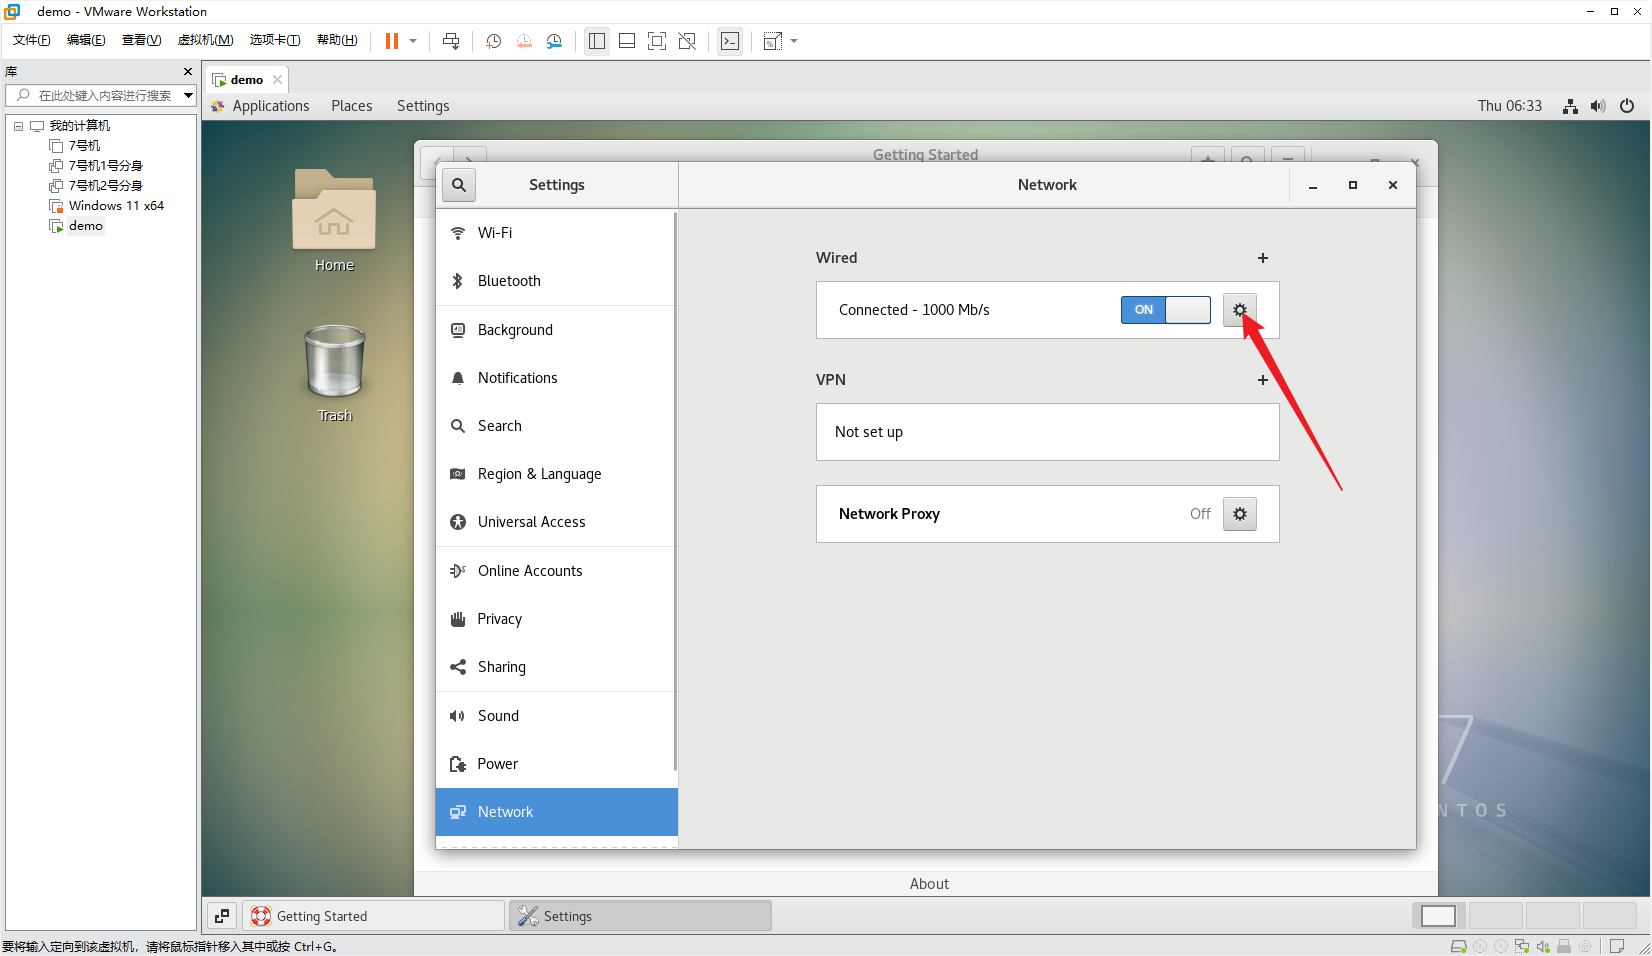 demo - VMware Workstation
文件(F) 编辑(E) 查看(V) 虚拟机(M) 选项卡(T) 帮助(H)
库
在此处键入内容进行搜索
我的计算机
7号机
7号机1号分身
7号机2号分身
Windows 11 x64
demo
demo
Applications Places Settings
Thu 06:33
Home
Trash
Getting Started
Settings
Network
Wi-Fi
Bluetooth
Background
Notifications
Search
Region & Language
Universal Access
Online Accounts
Privacy
Sharing
Sound
Power
Network
Wired
Connected - 1000 Mb/s
ON
VPN
Not set up
Network Proxy
Off
7
NTOS
About
Getting Started
Settings
要将输入定向到该虚拟机，请将鼠标指针移入其中或按 Ctrl+G。